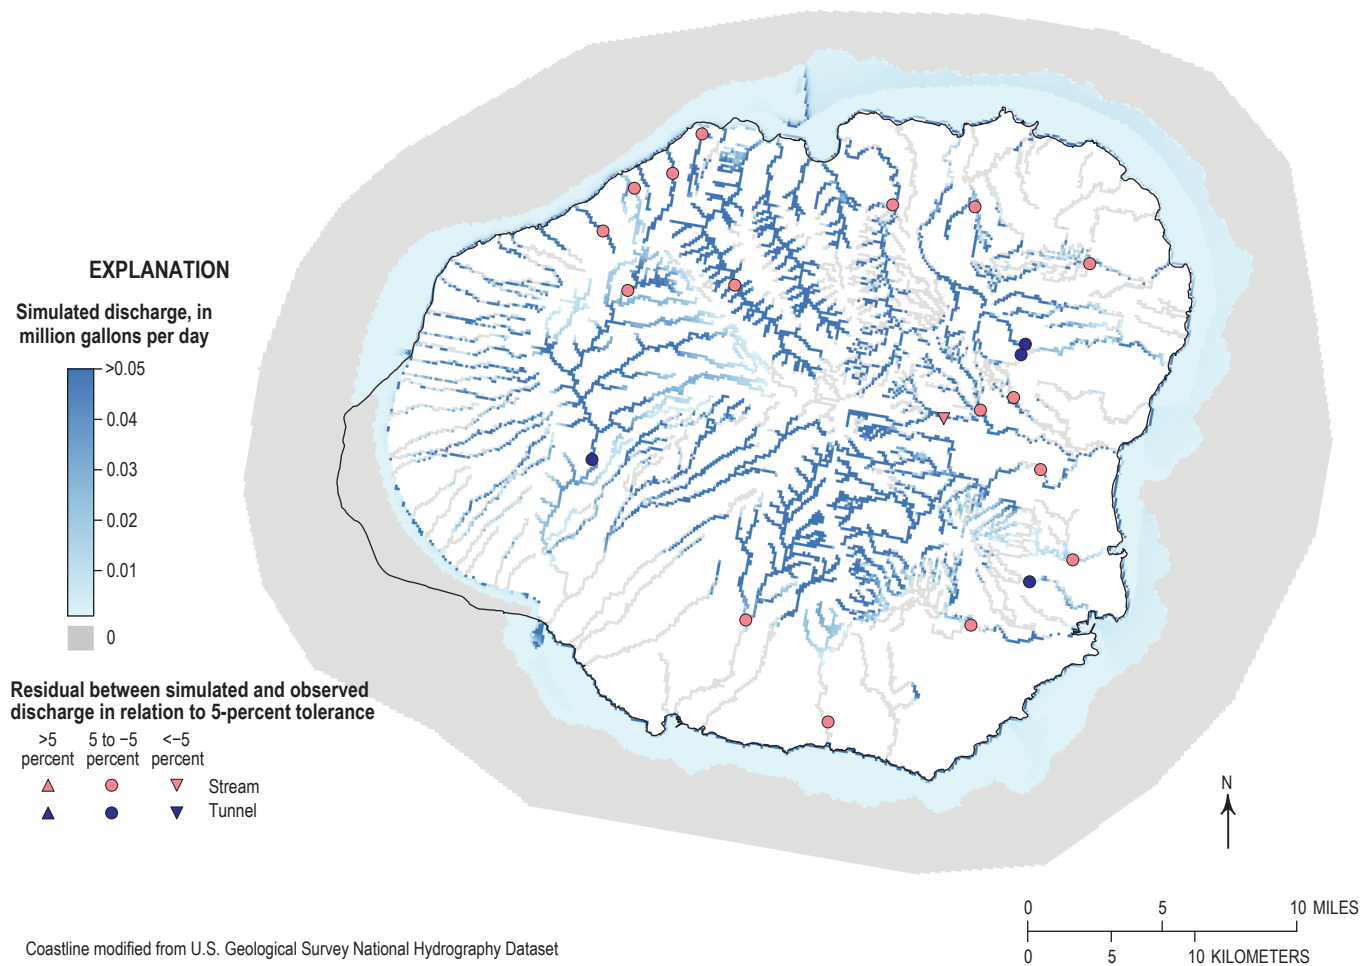 EXPLANATION
Simulated discharge, in
million gallons per day
>0.05
0.04
0.03
0.02
0.01
0
Residual between simulated and observed
discharge in relation to 5-percent tolerance
>5 percent
5 to −5 percent
<−5 percent
Stream
Tunnel
N
0 5 10 MILES
0 5 10 KILOMETERS
Coastline modified from U.S. Geological Survey National Hydrography Dataset